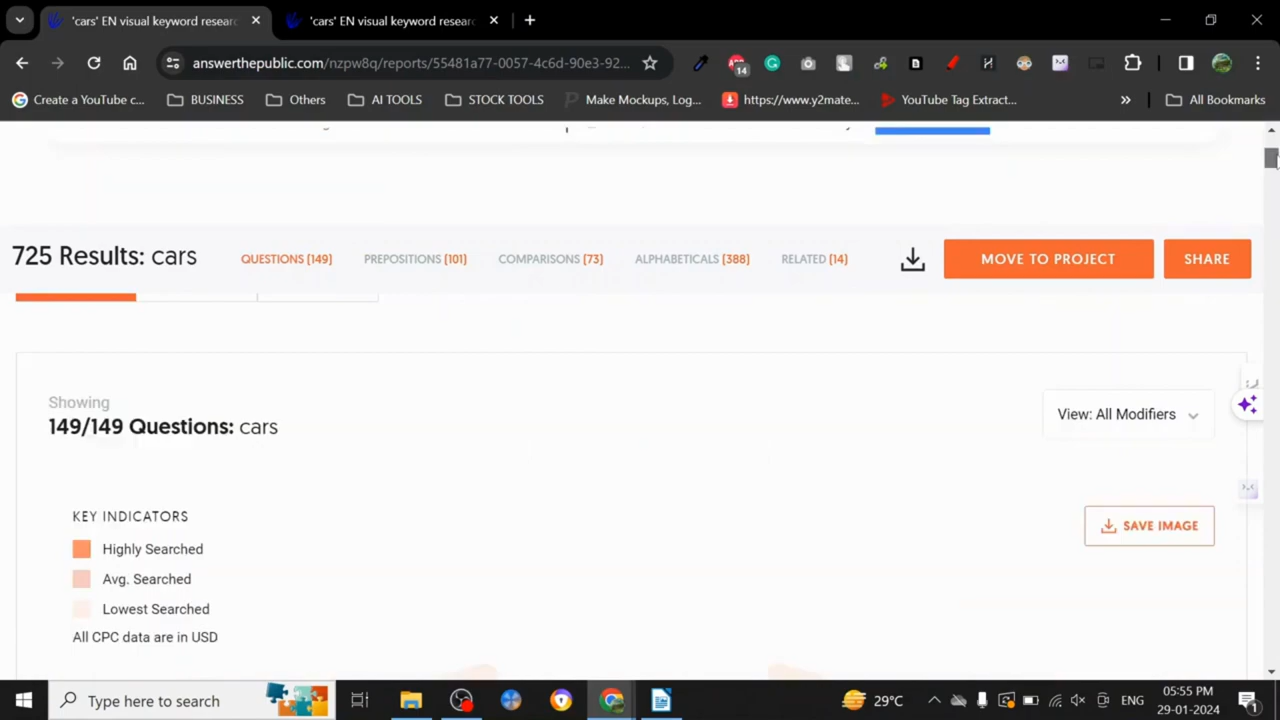 'cars' EN visual keyword researc
'cars' EN visual keyword researc
answerthepublic.com/nzpw8q/reports/55481a77-0057-4c6d-90e3-92...
14
Create a YouTube c...
BUSINESS
Others
AI TOOLS
STOCK TOOLS
Make Mockups, Log...
https://www.y2mate...
YouTube Tag Extract...
All Bookmarks
725 Results: cars
QUESTIONS (149)
PREPOSITIONS (101)
COMPARISONS (73)
ALPHABETICALS (388)
RELATED (14)
MOVE TO PROJECT
SHARE
Showing
149/149 Questions: cars
View: All Modifiers
KEY INDICATORS
SAVE IMAGE
Highly Searched
Avg. Searched
Lowest Searched
All CPC data are in USD
Type here to search
29°C
ENG
05:55 PM
29-01-2024
1